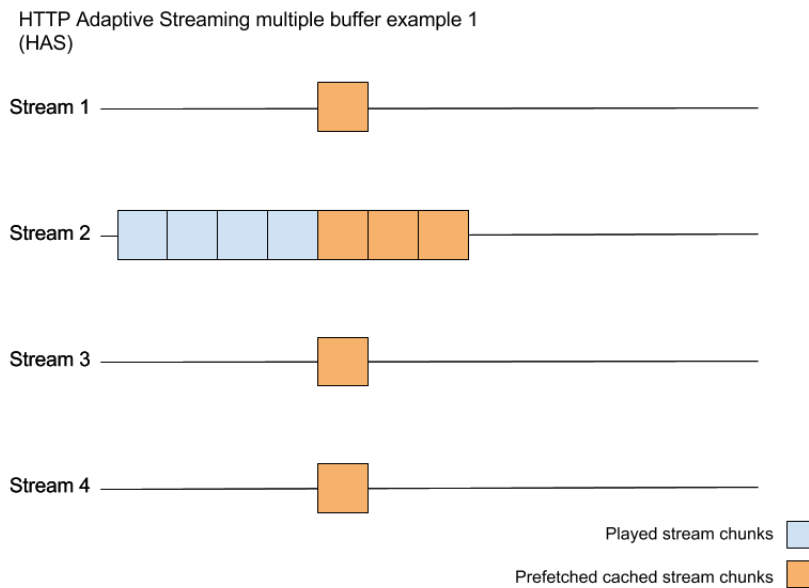 HTTP Adaptive Streaming multiple buffer example 1
(HAS)
Stream 1
Stream 2
Stream 3
Stream 4
Played stream chunks
Prefetched cached stream chunks